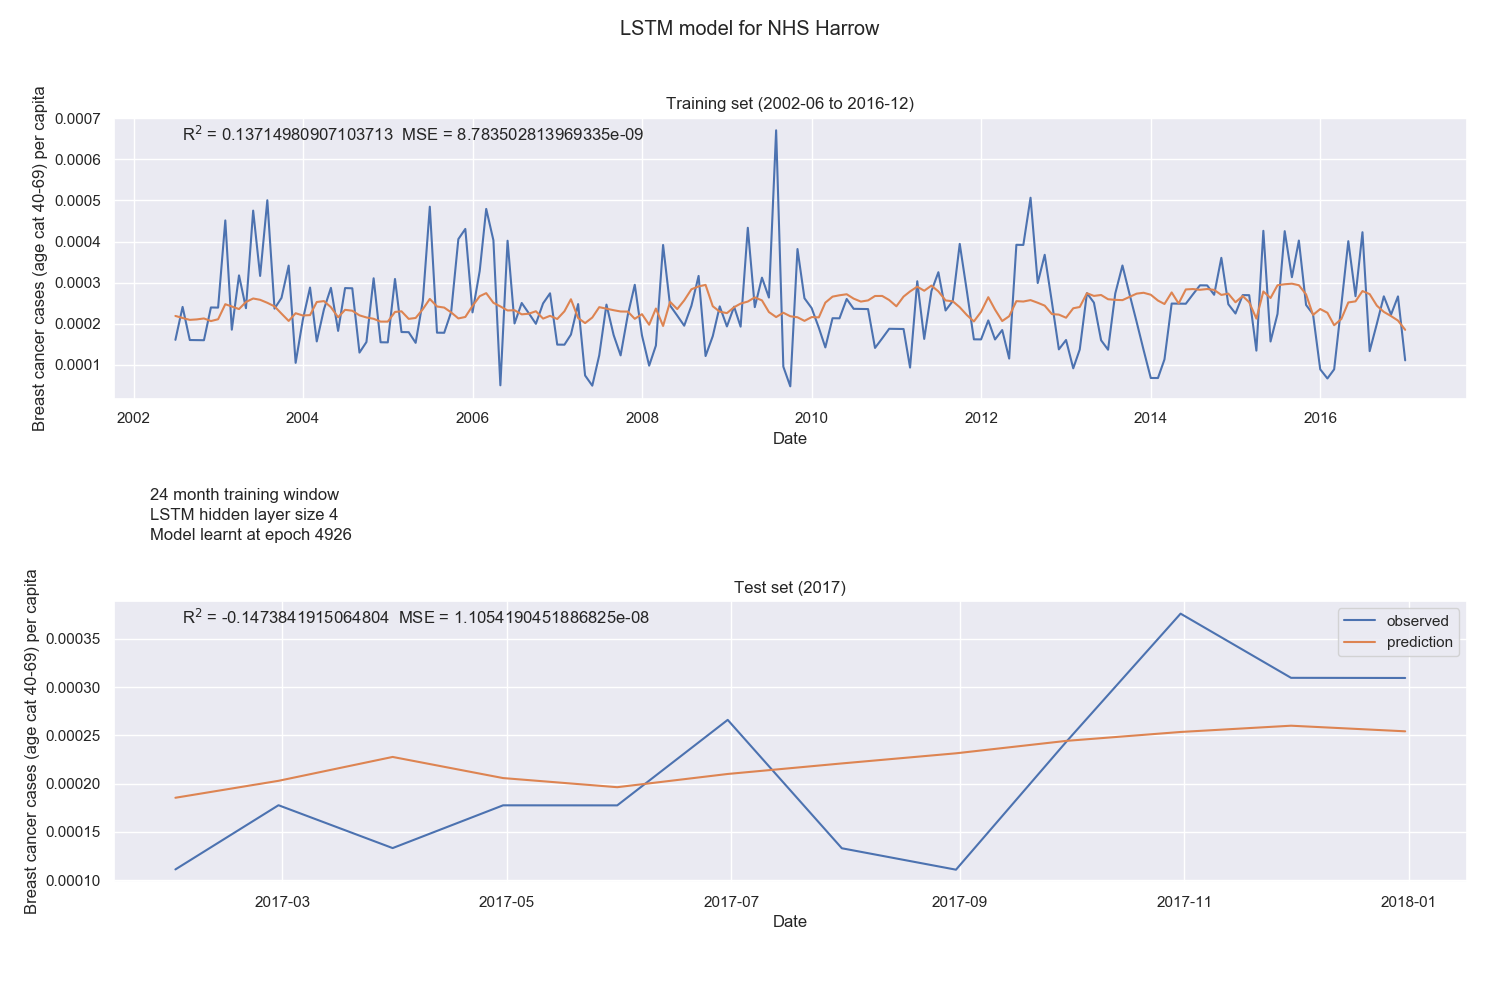 LSTM model for NHS Harrow
Training set (2002-06 to 2016-12)
R² = 0.13714980907103713 MSE = 8.783502813969335e-09
Breast cancer cases (age cat 40-69) per capita
0.0007
0.0006
0.0005
0.0004
0.0003
0.0002
0.0001
2002 2004 2006 2008 2010 2012 2014 2016
Date
24 month training window
LSTM hidden layer size 4
Model learnt at epoch 4926
Test set (2017)
R² = -0.1473841915064804 MSE = 1.1054190451886825e-08
observed
prediction
Breast cancer cases (age cat 40-69) per capita
0.00035
0.00030
0.00025
0.00020
0.00015
0.00010
2017-03 2017-05 2017-07 2017-09 2017-11 2018-01
Date